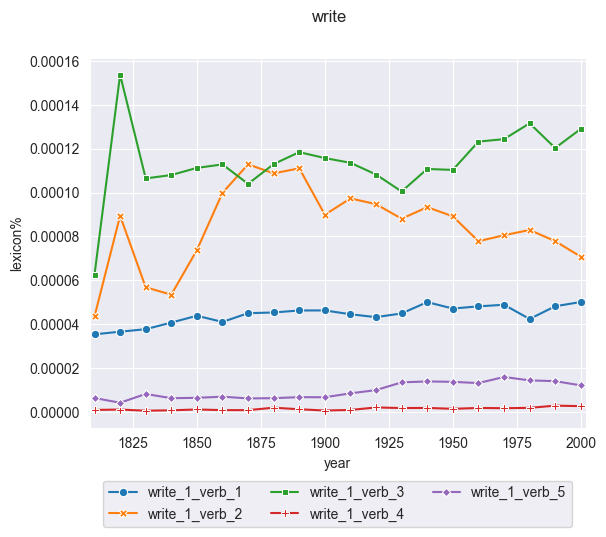 write
0.00016
0.00014
0.00012
0.00010
0.00008
0.00006
0.00004
0.00002
0.00000
lexicon%
1825 1850 1875 1900 1925 1950 1975 2000
year
write_1_verb_1 write_1_verb_3 write_1_verb_5
write_1_verb_2 write_1_verb_4